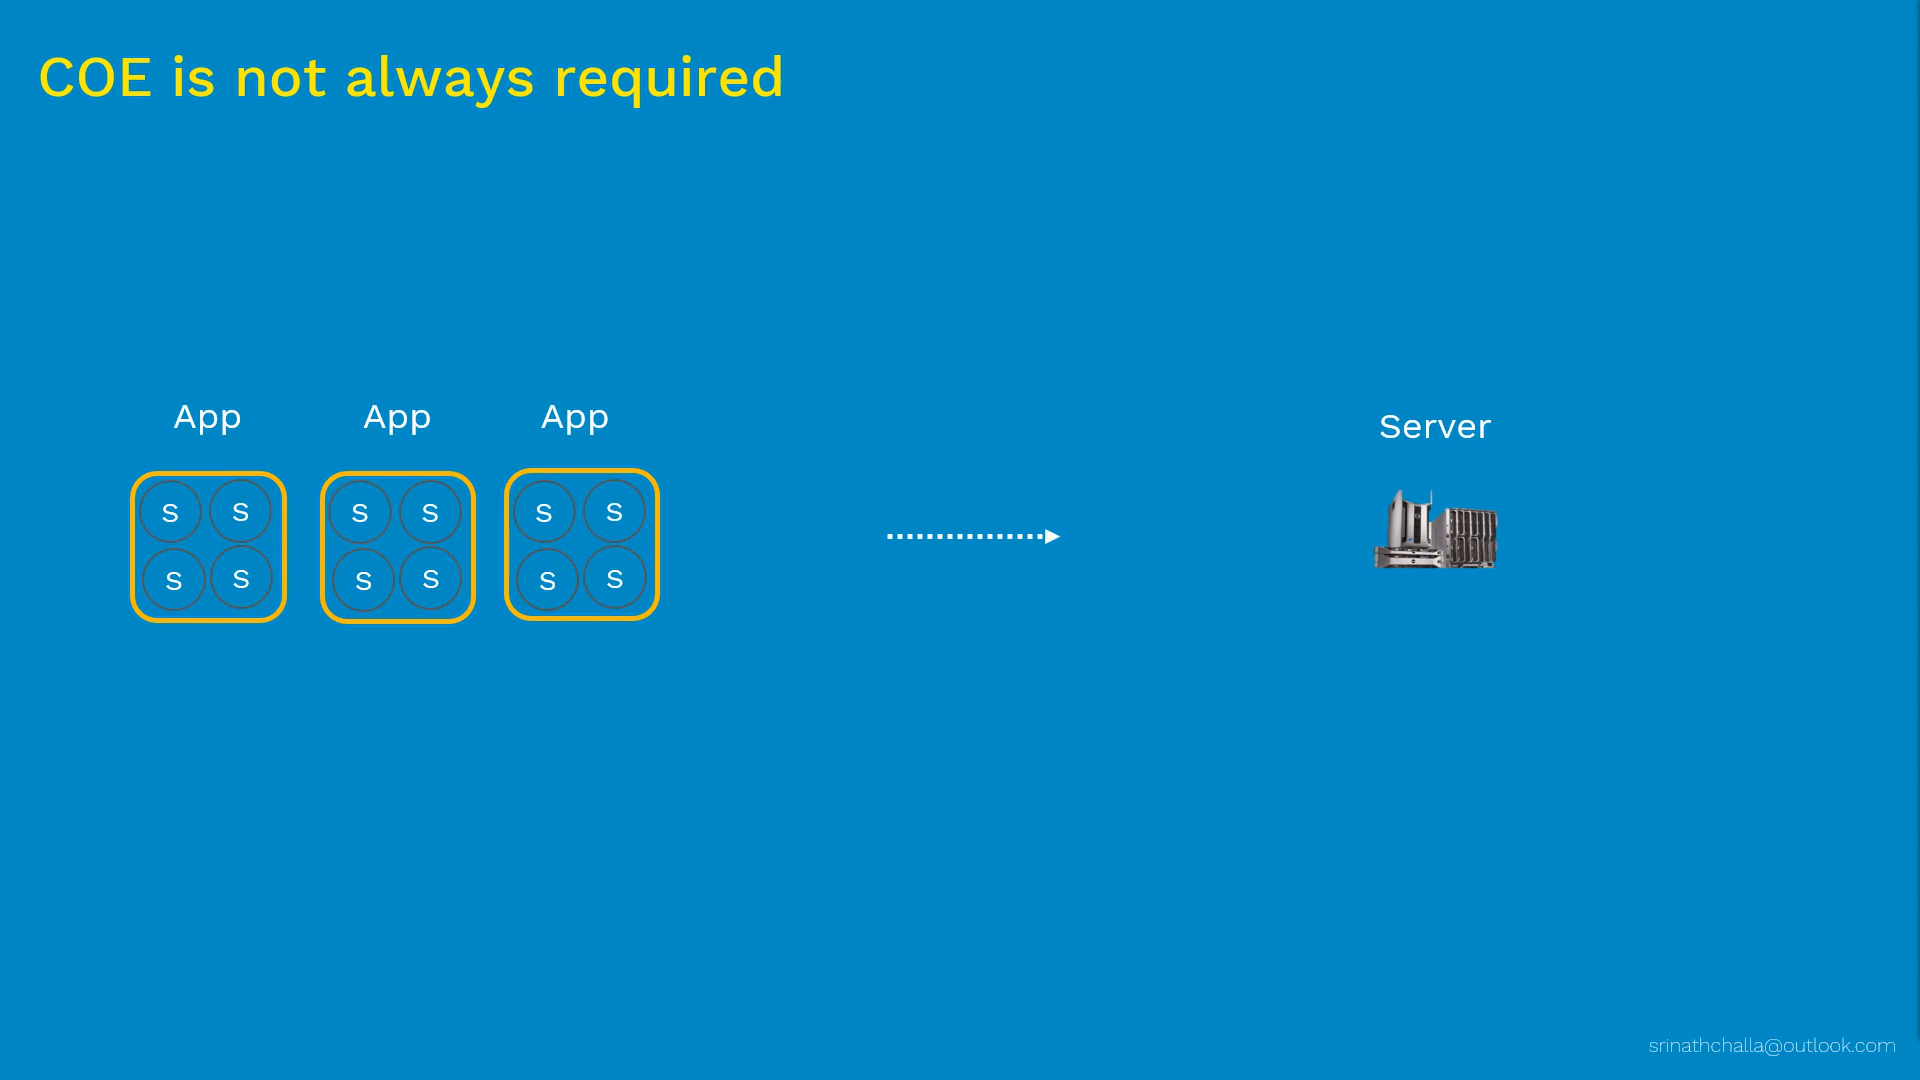 COE is not always required
App App App
Server
S S S S S S
S S S S S S
srinathchalla@outlook.com